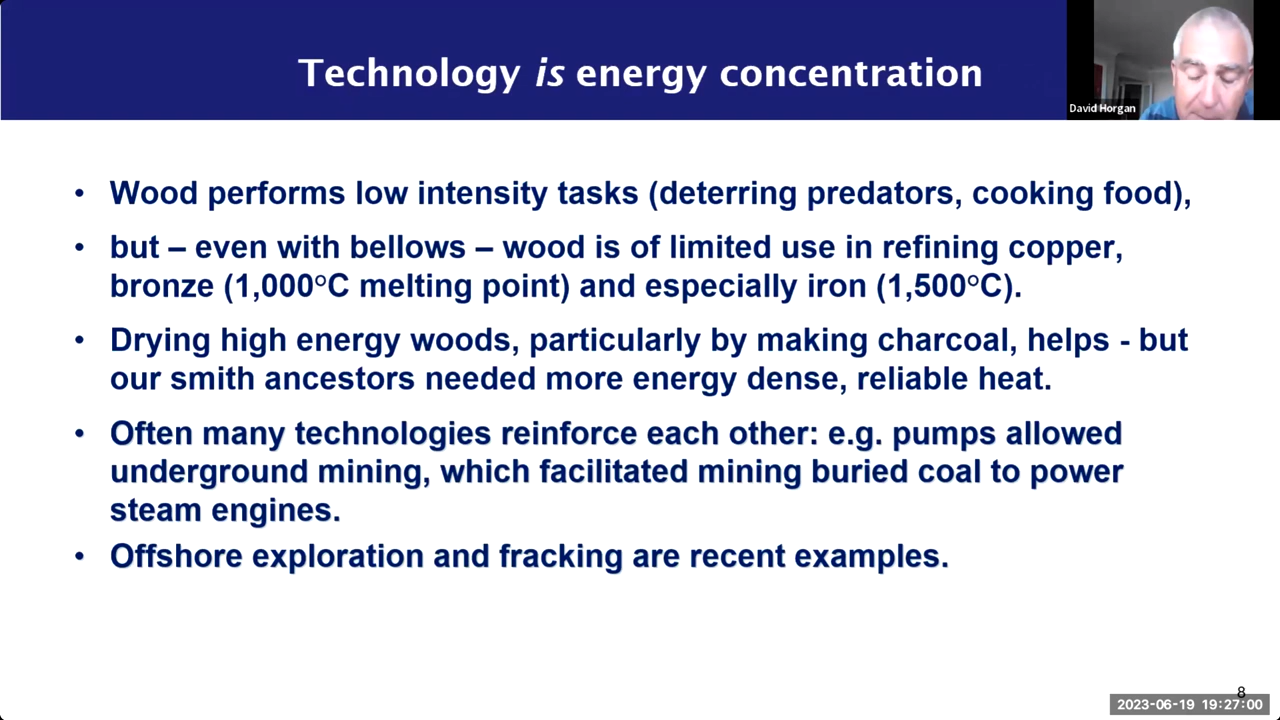 Technology is energy concentration
David Horgan
• Wood performs low intensity tasks (deterring predators, cooking food),
• but – even with bellows – wood is of limited use in refining copper,
bronze (1,000°C melting point) and especially iron (1,500°C).
• Drying high energy woods, particularly by making charcoal, helps - but
our smith ancestors needed more energy dense, reliable heat.
• Often many technologies reinforce each other: e.g. pumps allowed
underground mining, which facilitated mining buried coal to power
steam engines.
• Offshore exploration and fracking are recent examples.
8
2023-06-19 19:27:00